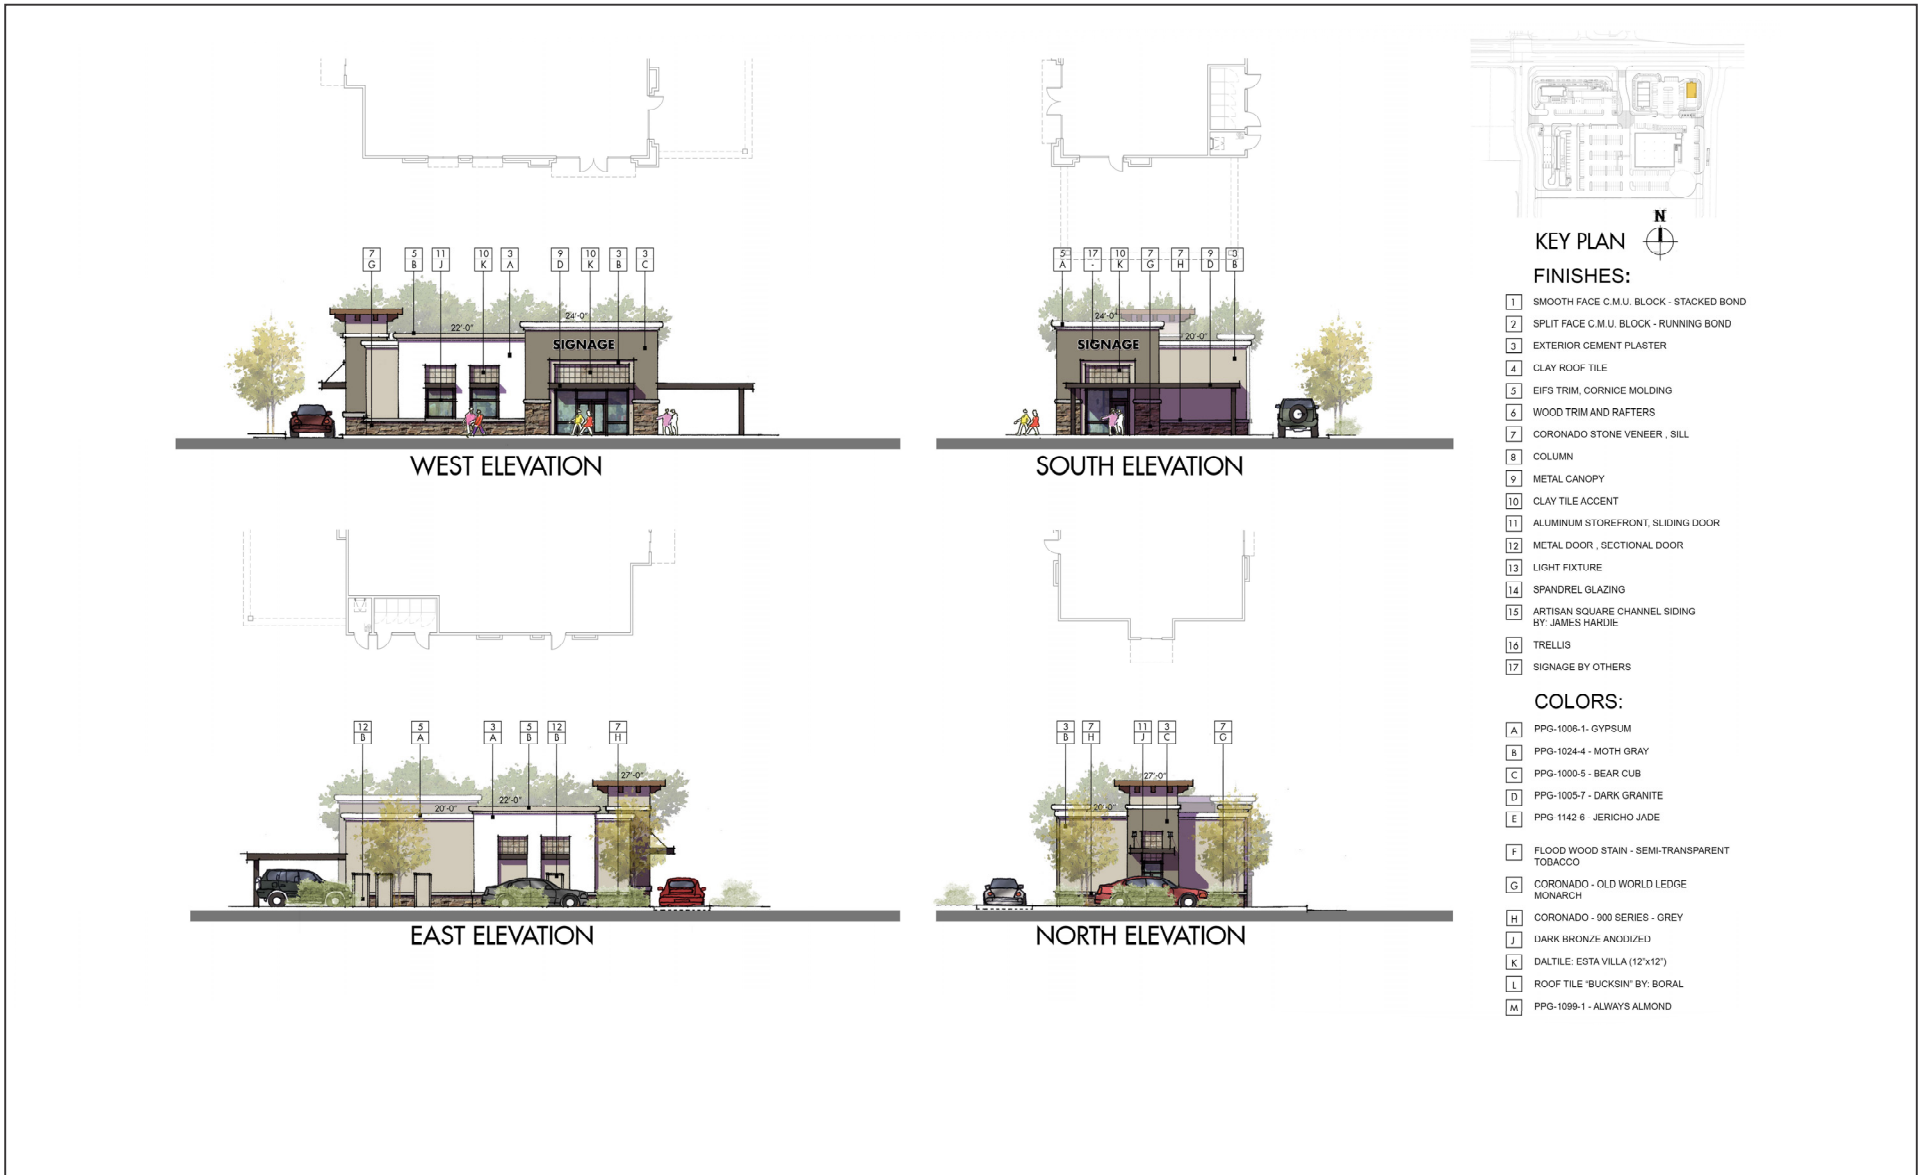 N
KEY PLAN
FINISHES:
1 SMOOTH FACE C.M.U. BLOCK - STACKED BOND
2 SPLIT FACE C.M.U. BLOCK - RUNNING BOND
3 EXTERIOR CEMENT PLASTER
4 CLAY ROOF TILE
5 EIFS TRIM, CORNICE MOLDING
6 WOOD TRIM AND RAFTERS
7 CORONADO STONE VENEER , SILL
8 COLUMN
9 METAL CANOPY
10 CLAY TILE ACCENT
11 ALUMINUM STOREFRONT, SLIDING DOOR
12 METAL DOOR , SECTIONAL DOOR
13 LIGHT FIXTURE
14 SPANDREL GLAZING
15 ARTISAN SQUARE CHANNEL SIDING
BY: JAMES HARDIE
16 TRELLIS
17 SIGNAGE BY OTHERS
COLORS:
A PPG-1006-1- GYPSUM
B PPG-1024-4 - MOTH GRAY
C PPG-1000-5 - BEAR CUB
D PPG-1005-7 - DARK GRANITE
E PPG 1142 6 JERICHO JADE
F FLOOD WOOD STAIN - SEMI-TRANSPARENT
TOBACCO
G CORONADO - OLD WORLD LEDGE
MONARCH
H CORONADO - 900 SERIES - GREY
J DARK BRONZE ANODIZED
K DALTILE: ESTA VILLA (12"x12")
L ROOF TILE "BUCKSIN" BY: BORAL
M PPG-1099-1 - ALWAYS ALMOND
7 5 11 10 3 9 10 3 3
G B J K A D K B C
24'-0"
22'-0"
SIGNAGE
WEST ELEVATION
5 17 10 7 7 9 3
A - K G H D B
24'-0"
20'-0"
SIGNAGE
SOUTH ELEVATION
12 5 3 5 12 7
B A A B B H
27'-0"
22'-0"
20'-0"
EAST ELEVATION
3 7 11 3 7
B H J C G
27'-0"
20'-0"
NORTH ELEVATION